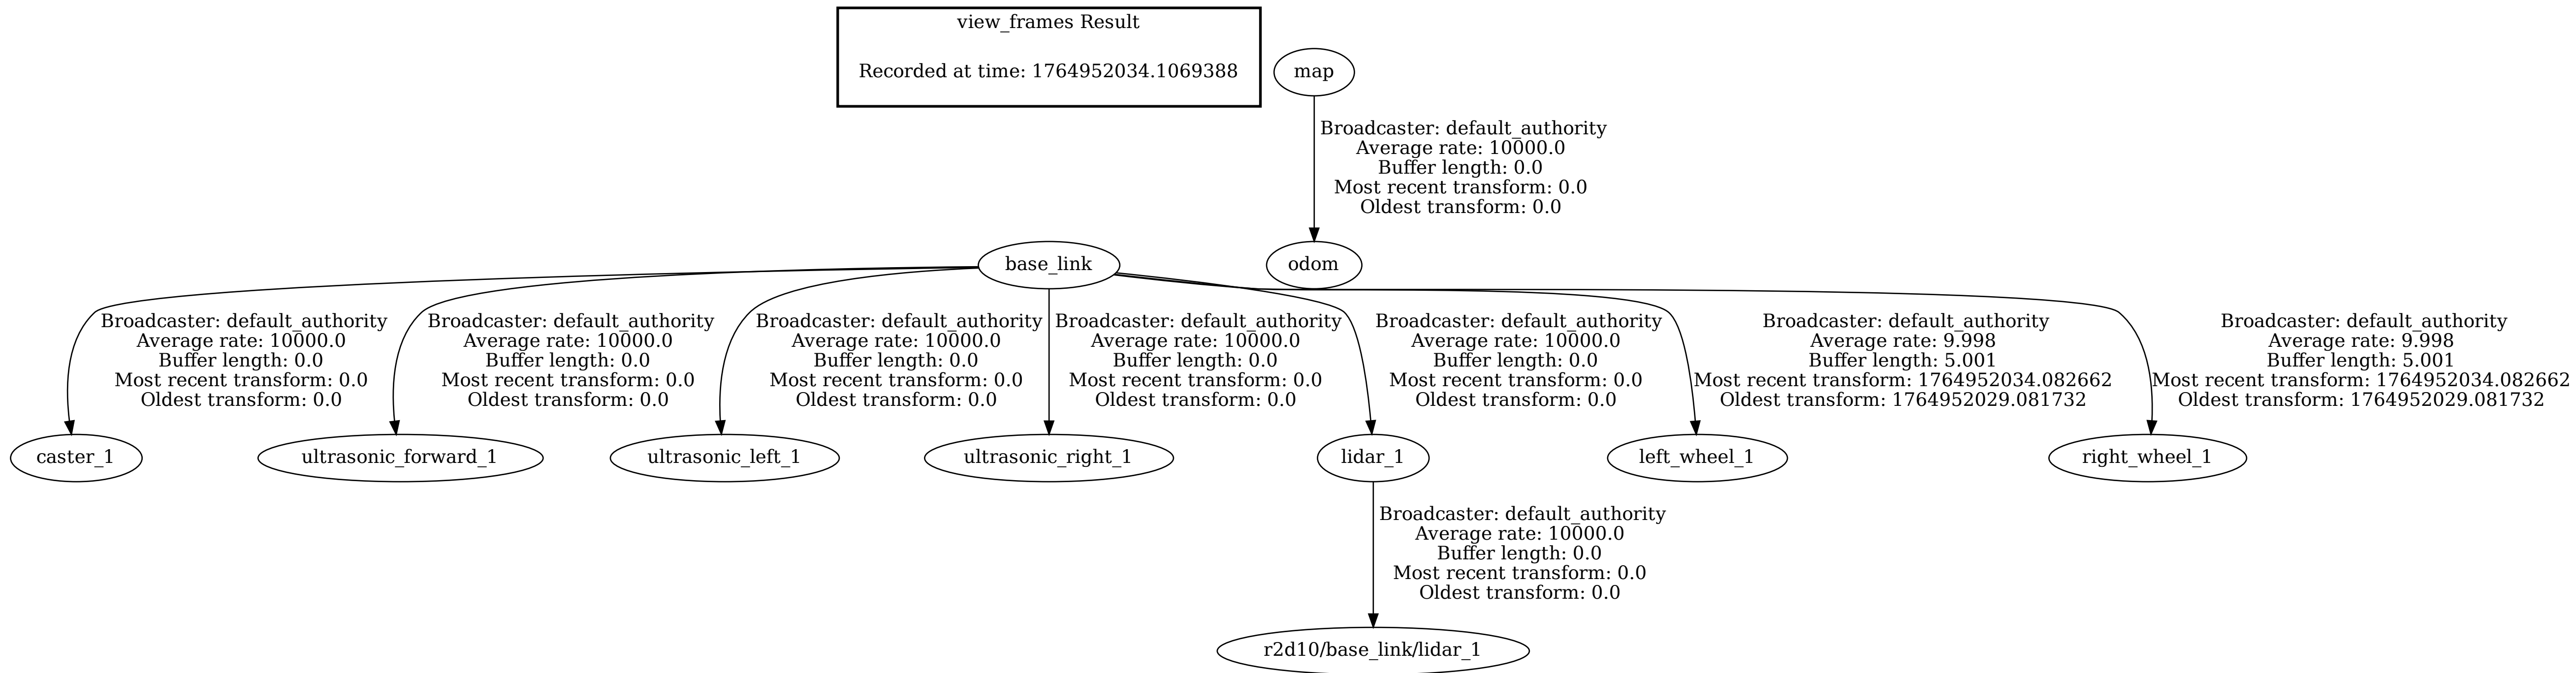 view_frames Result
Recorded at time: 1764952034.1069388
map
Broadcaster: default_authority
Average rate: 10000.0
Buffer length: 0.0
Most recent transform: 0.0
Oldest transform: 0.0
base_link
odom
Broadcaster: default_authority
Average rate: 10000.0
Buffer length: 0.0
Most recent transform: 0.0
Oldest transform: 0.0
Broadcaster: default_authority
Average rate: 10000.0
Buffer length: 0.0
Most recent transform: 0.0
Oldest transform: 0.0
Broadcaster: default_authority
Average rate: 10000.0
Buffer length: 0.0
Most recent transform: 0.0
Oldest transform: 0.0
Broadcaster: default_authority
Average rate: 10000.0
Buffer length: 0.0
Most recent transform: 0.0
Oldest transform: 0.0
Broadcaster: default_authority
Average rate: 10000.0
Buffer length: 0.0
Most recent transform: 0.0
Oldest transform: 0.0
Broadcaster: default_authority
Average rate: 9.998
Buffer length: 5.001
Most recent transform: 1764952034.082662
Oldest transform: 1764952029.081732
Broadcaster: default_authority
Average rate: 9.998
Buffer length: 5.001
Most recent transform: 1764952034.082662
Oldest transform: 1764952029.081732
caster_1
ultrasonic_forward_1
ultrasonic_left_1
ultrasonic_right_1
lidar_1
left_wheel_1
right_wheel_1
Broadcaster: default_authority
Average rate: 10000.0
Buffer length: 0.0
Most recent transform: 0.0
Oldest transform: 0.0
r2d10/base_link/lidar_1